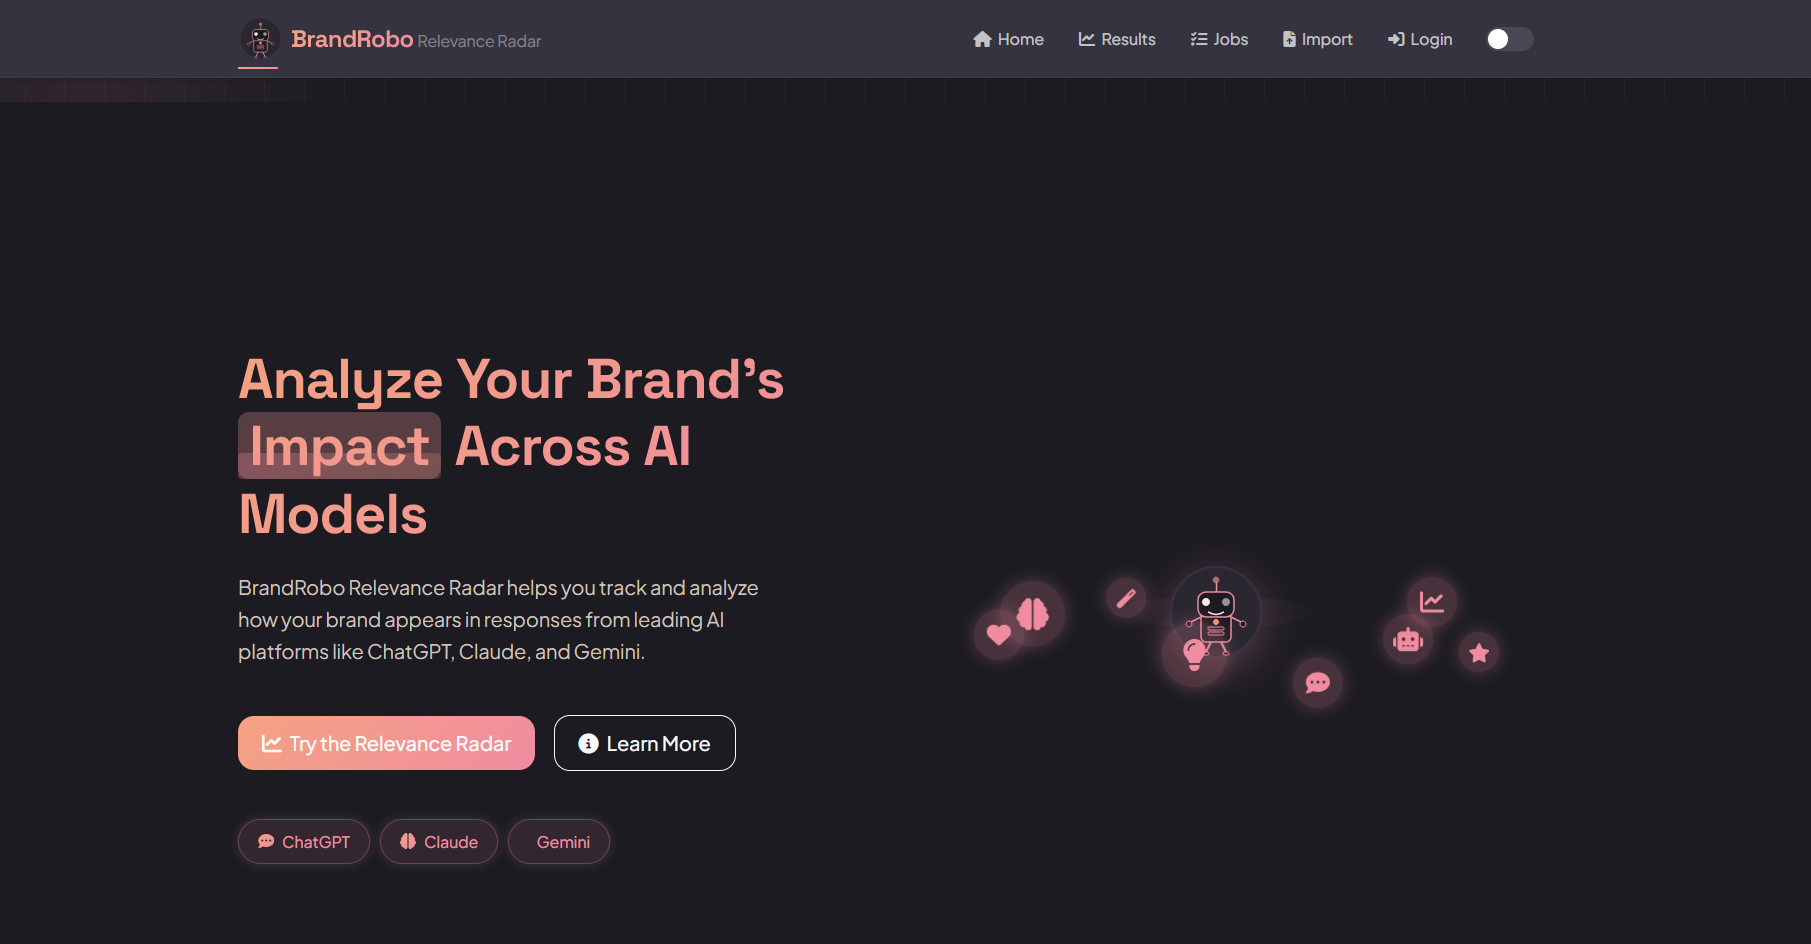 BrandRobo Relevance Radar
Home
Results
Jobs
Import
Login
Analyze Your Brand's
Impact Across AI
Models
BrandRobo Relevance Radar helps you track and analyze
how your brand appears in responses from leading AI
platforms like ChatGPT, Claude, and Gemini.
Try the Relevance Radar
Learn More
ChatGPT
Claude
Gemini